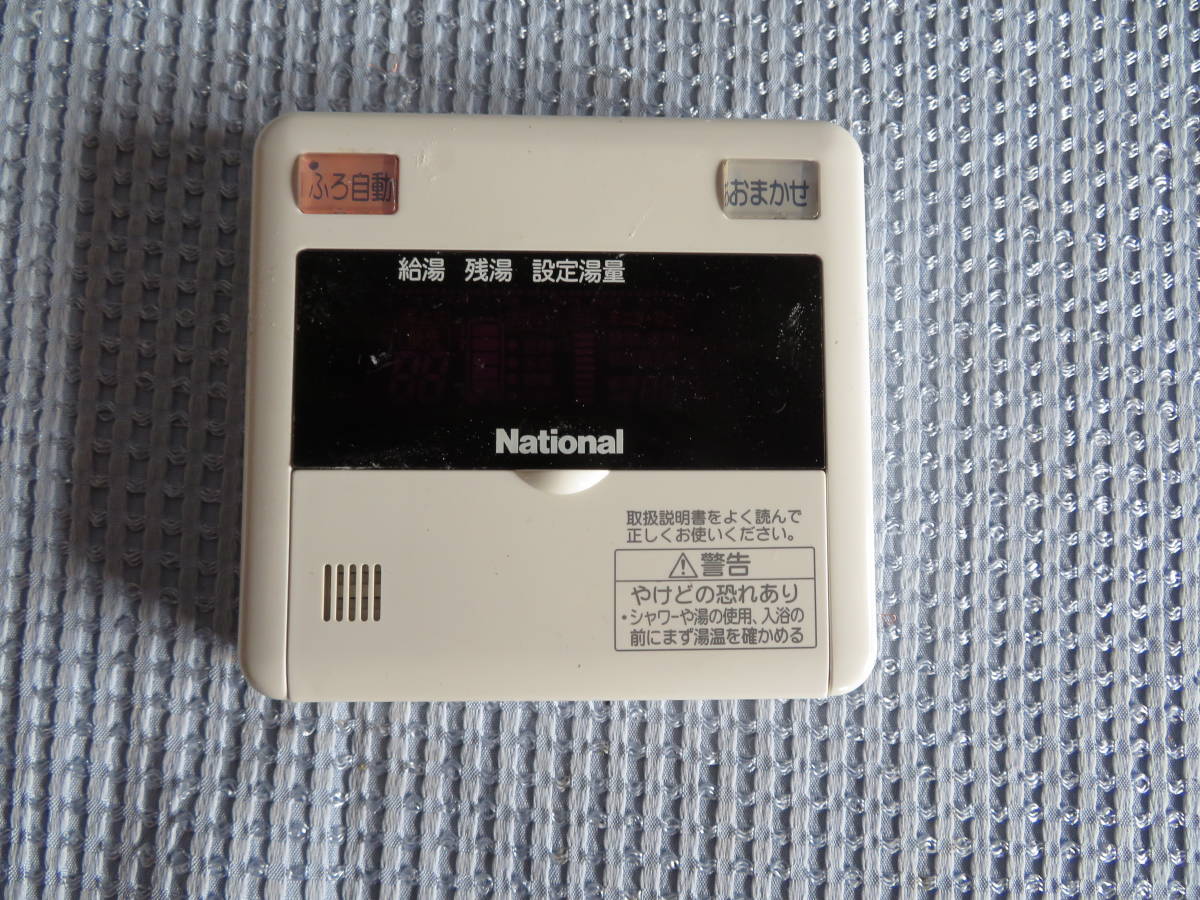 ふろ自動
おまかせ
給湯 残湯 設定湯量
National
取扱説明書をよく読んで
正しくお使いください。
⚠警告
やけどの恐れあり
・シャワーや湯の使用、入浴の
前にまず湯温を確かめる